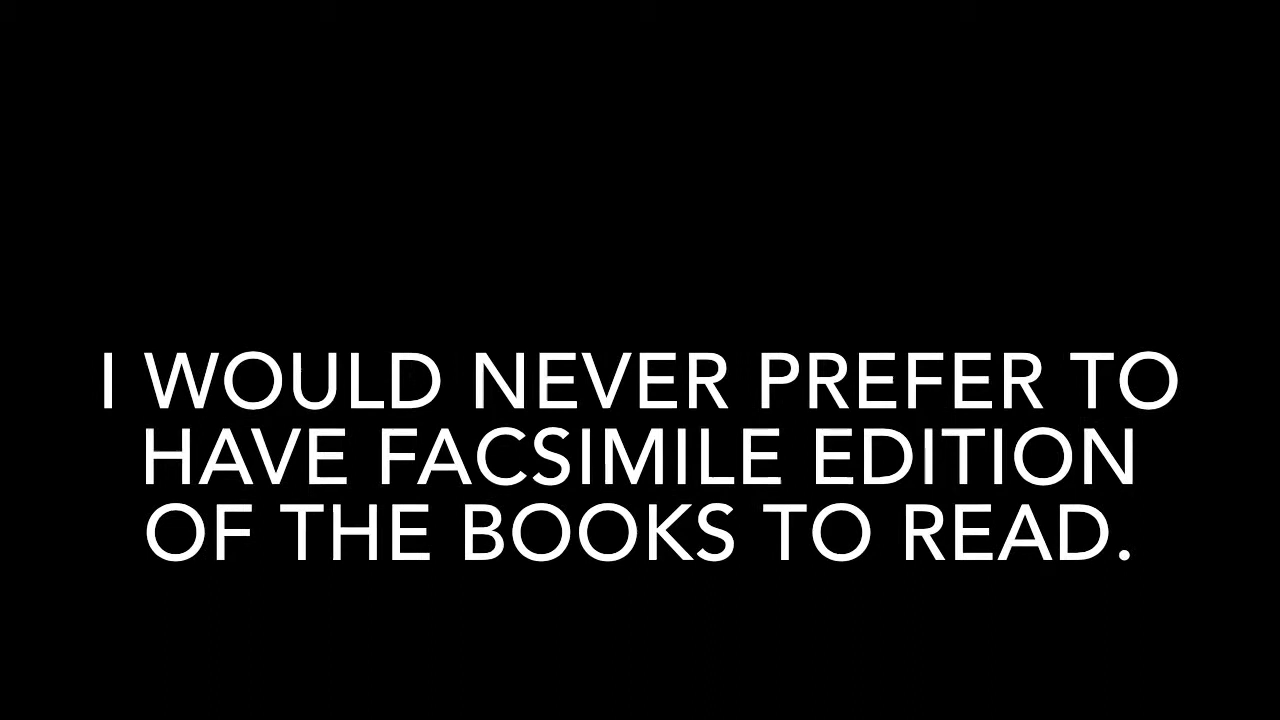 I WOULD NEVER PREFER TO
HAVE FACSIMILE EDITION
OF THE BOOKS TO READ.